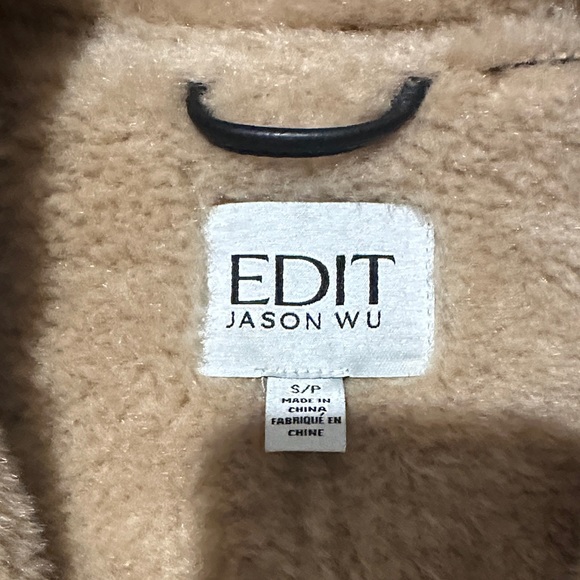 EDIT
JASON WU
S/P
MADE IN
CHINA
FABRIQUÉ EN
CHINE